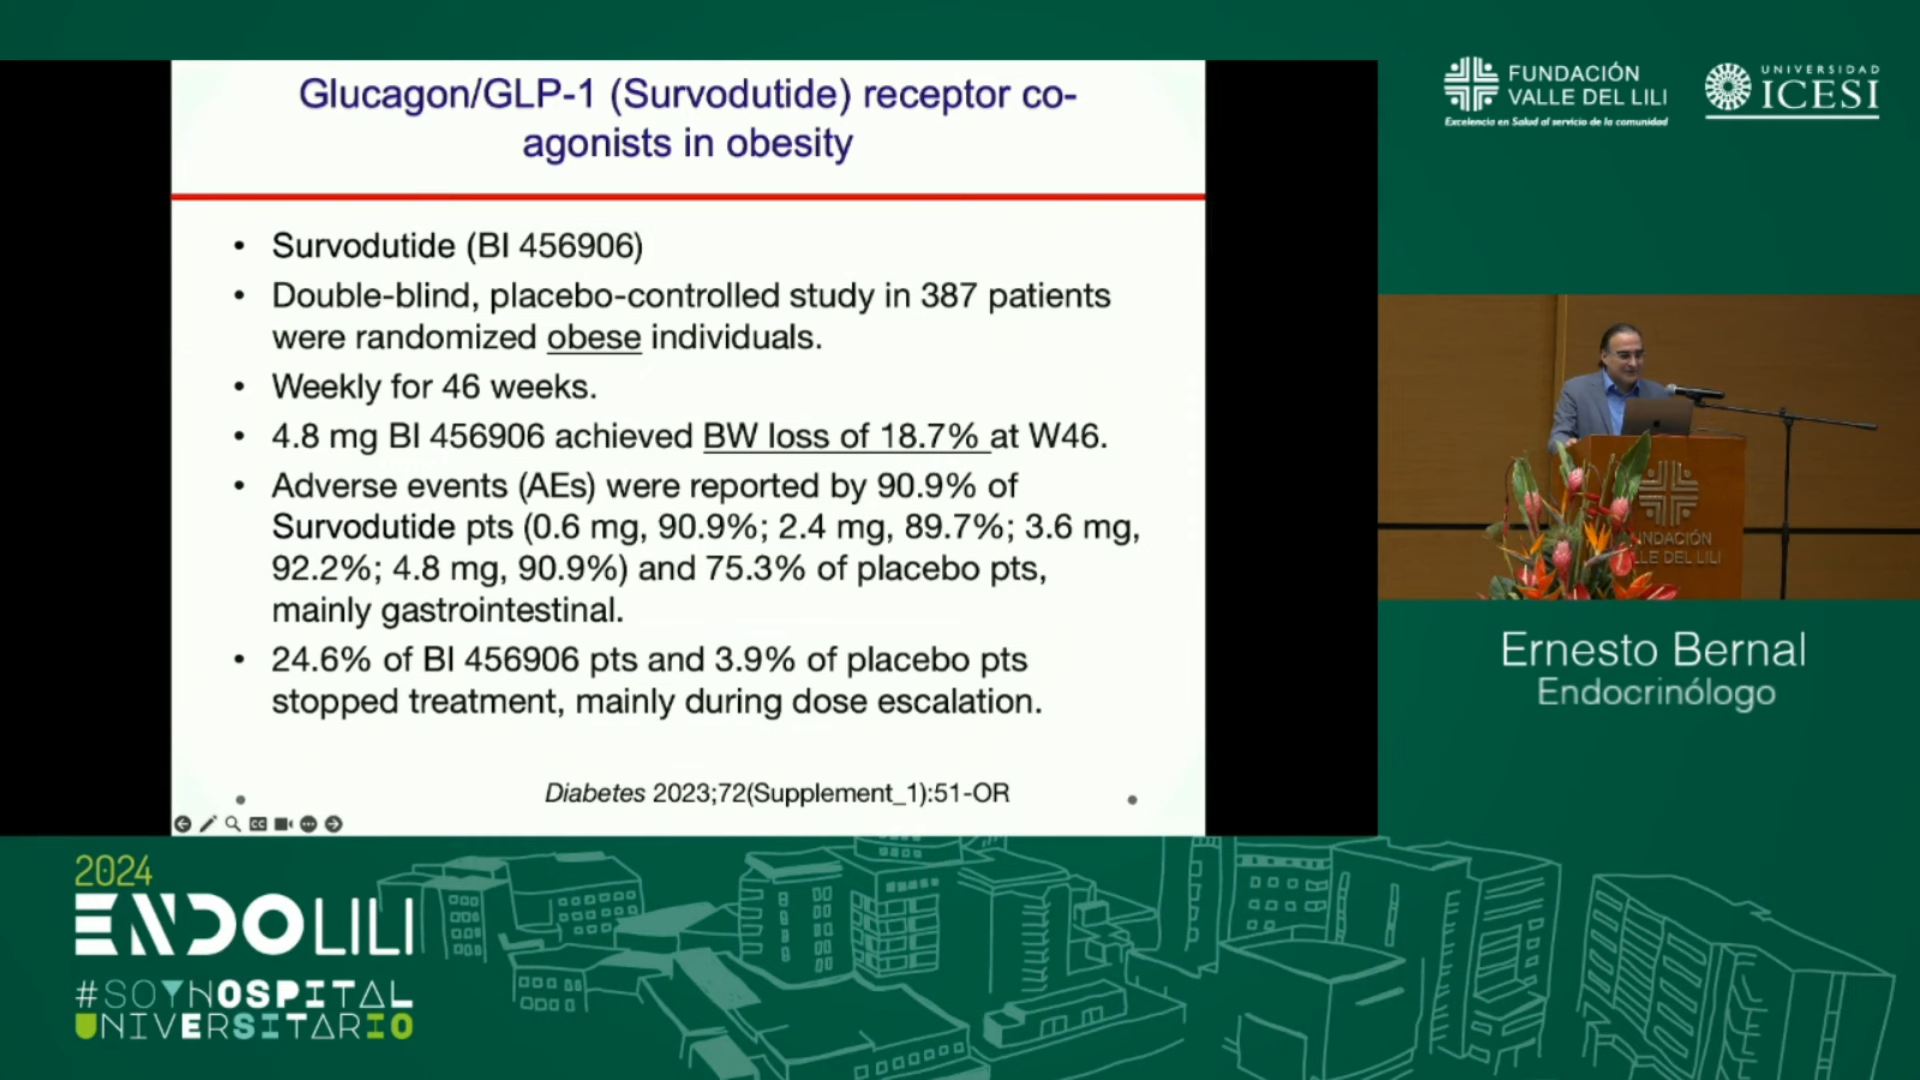 Glucagon/GLP-1 (Survodutide) receptor co-
agonists in obesity
• Survodutide (BI 456906)
• Double-blind, placebo-controlled study in 387 patients
were randomized obese individuals.
• Weekly for 46 weeks.
• 4.8 mg BI 456906 achieved BW loss of 18.7% at W46.
• Adverse events (AEs) were reported by 90.9% of
Survodutide pts (0.6 mg, 90.9%; 2.4 mg, 89.7%; 3.6 mg,
92.2%; 4.8 mg, 90.9%) and 75.3% of placebo pts,
mainly gastrointestinal.
• 24.6% of BI 456906 pts and 3.9% of placebo pts
stopped treatment, mainly during dose escalation.
Diabetes 2023;72(Supplement_1):51-OR
CC
FUNDACIÓN
VALLE DEL LILI
Excelencia en Salud al servicio de la comunidad
UNIVERSIDAD
ICESI
UNDACIÓN
LLE DEL LILI
Ernesto Bernal
Endocrinólogo
2024
ENDOLILI
#SOYHOSPITAL
UNIVERSITARIO